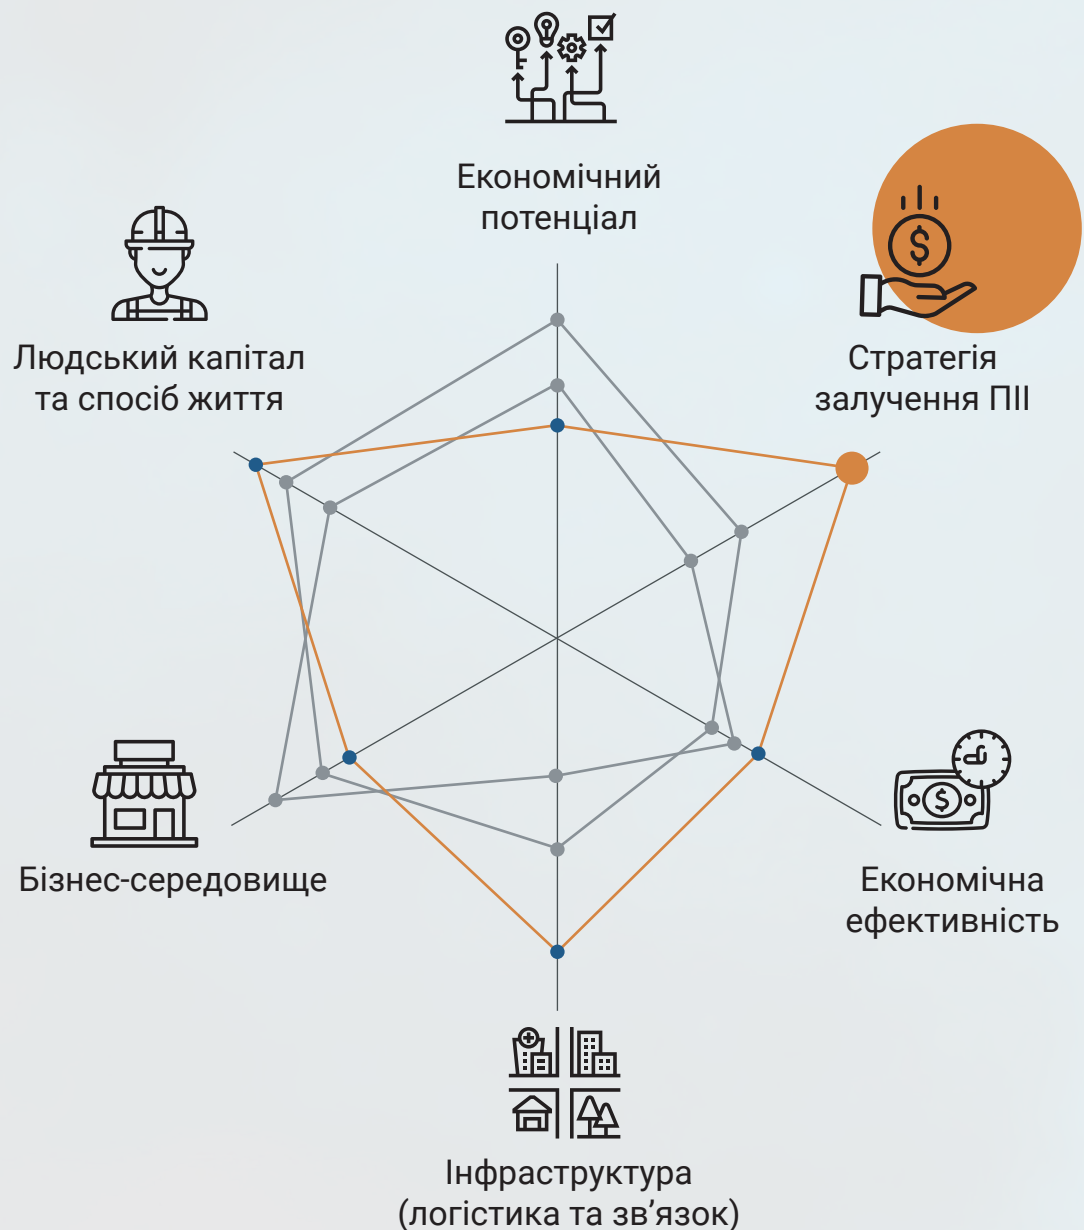 Економічний
потенціал
Стратегія
залучення ПІІ
Людський капітал
та спосіб життя
Бізнес-середовище
Економічна
ефективність
Інфраструктура
(логістика та зв’язок)